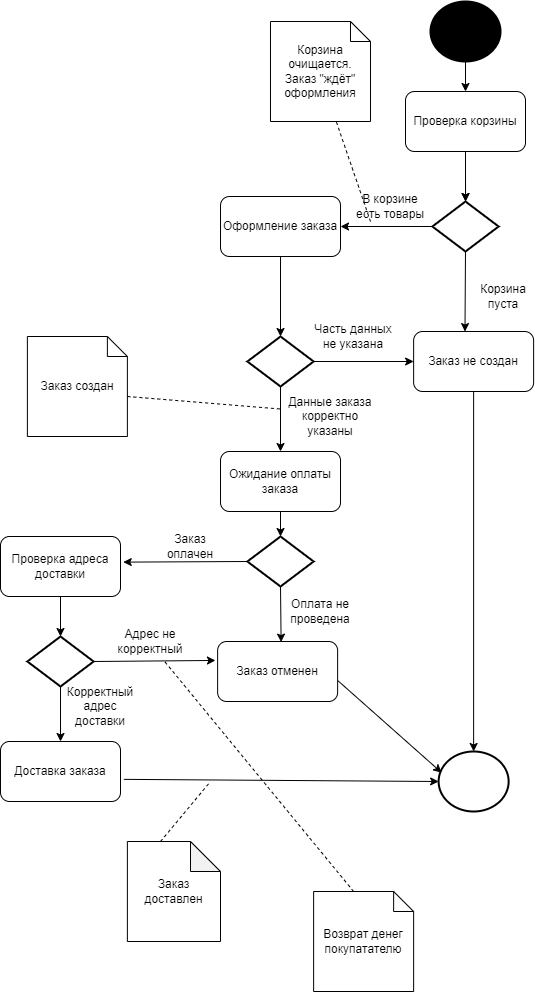 Корзина
очищается.
Заказ "ждёт"
оформления
Проверка корзины
В корзине
есть товары
Оформление заказа
Корзина
пуста
Часть данных
не указана
Заказ не создан
Заказ создан
Данные заказа
корректно
указаны
Ожидание оплаты
заказа
Заказ
оплачен
Проверка адреса
доставки
Оплата не
проведена
Адрес не
корректный
Заказ отменен
Корректный
адрес
доставки
Доставка заказа
Заказ
доставлен
Возврат денег
покупатателю